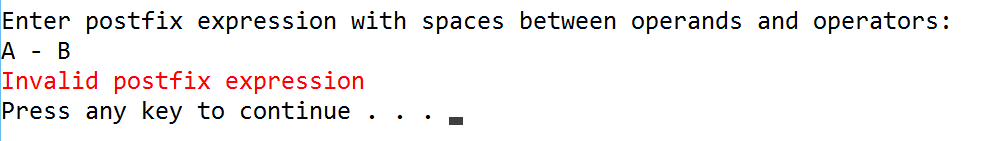 Enter postfix expression with spaces between operands and operators:
A - B
Invalid postfix expression
Press any key to continue . . .